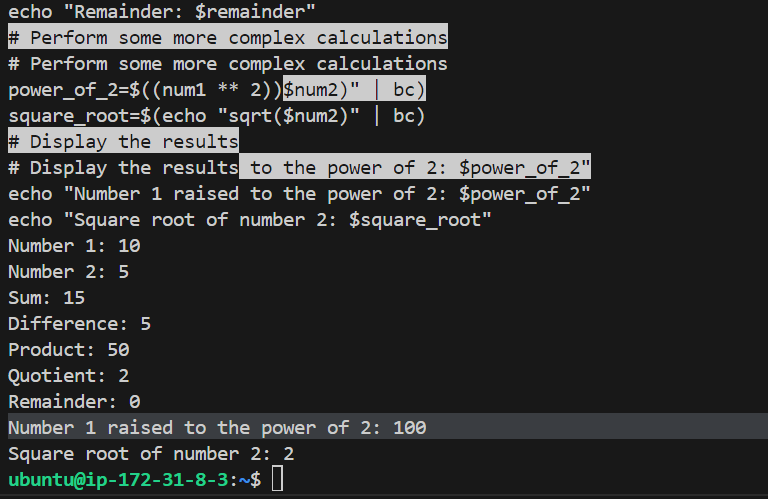 echo "Remainder: $remainder"
# Perform some more complex calculations
# Perform some more complex calculations
power_of_2=$((num1 ** 2))$num2)" | bc)
square_root=$(echo "sqrt($num2)" | bc)
# Display the results
# Display the results to the power of 2: $power_of_2"
echo "Number 1 raised to the power of 2: $power_of_2"
echo "Square root of number 2: $square_root"
Number 1: 10
Number 2: 5
Sum: 15
Difference: 5
Product: 50
Quotient: 2
Remainder: 0
Number 1 raised to the power of 2: 100
Square root of number 2: 2
ubuntu@ip-172-31-8-3:~$